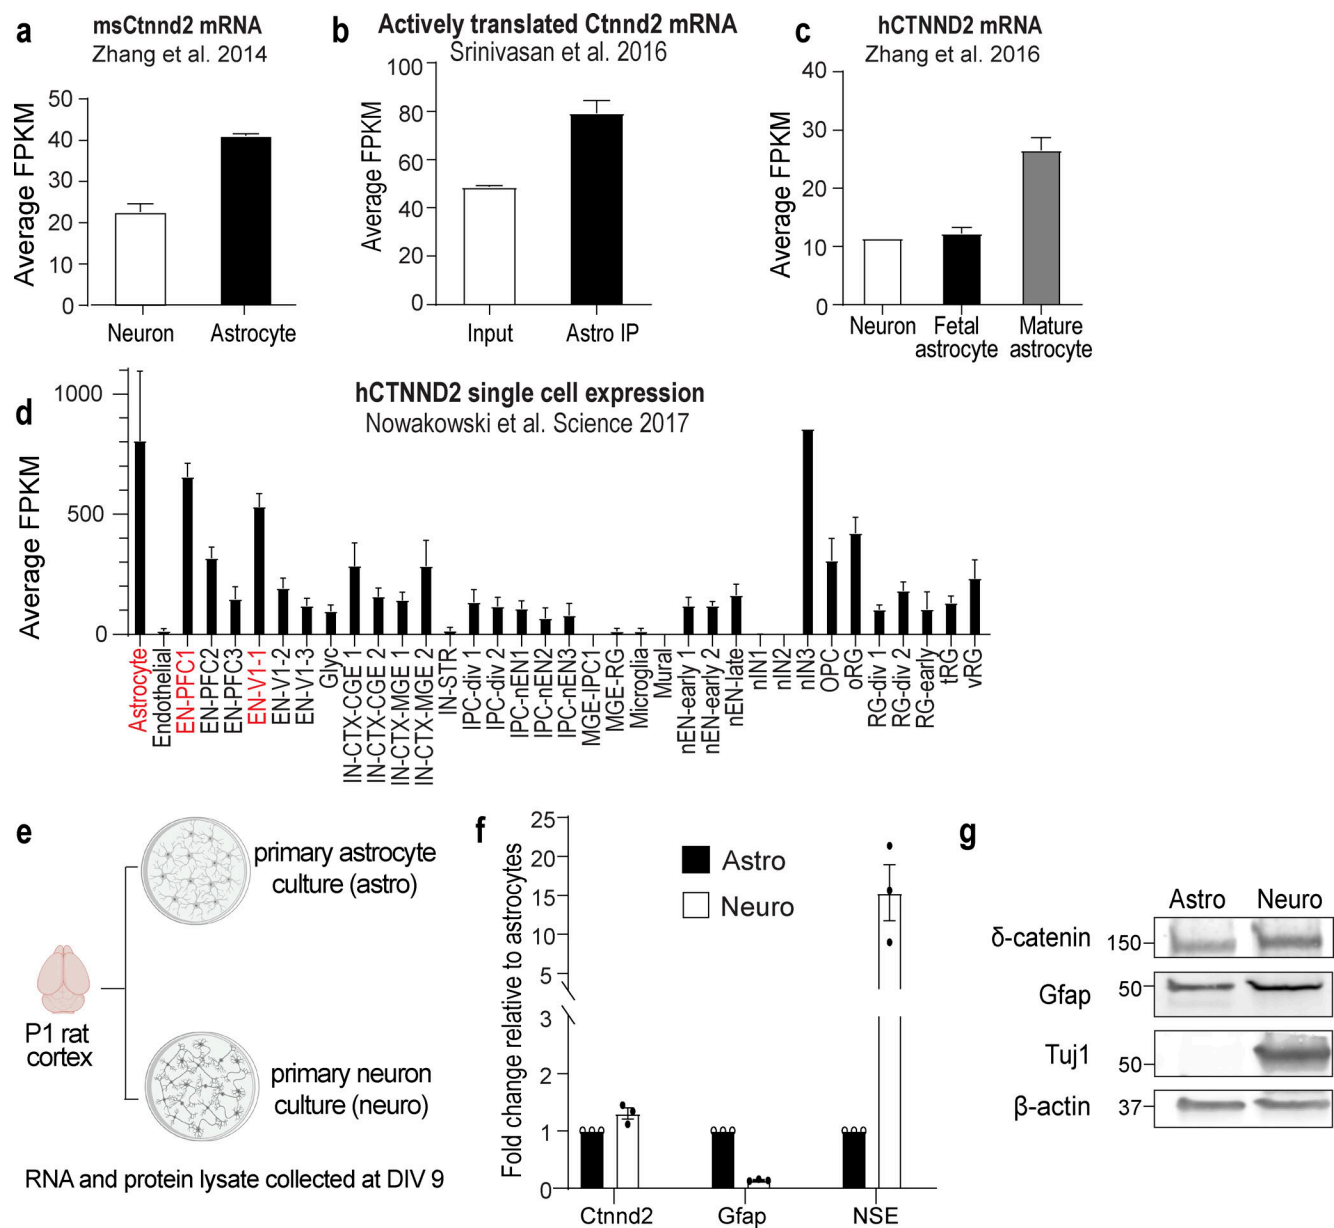 a
msCtnnd2 mRNA
Zhang et al. 2014
Average FPKM
50
40
30
20
10
0
Neuron
Astrocyte
b
Actively translated Ctnnd2 mRNA
Srinivasan et al. 2016
Average FPKM
100
80
60
40
20
0
Input
Astro IP
c
hCTNND2 mRNA
Zhang et al. 2016
Average FPKM
40
30
20
10
0
Neuron
Fetal
astrocyte
Mature
astrocyte
d
hCTNND2 single cell expression
Nowakowski et al. Science 2017
Average FPKM
1000
500
0
Astrocyte
Endothelial
EN-PFC1
EN-PFC2
EN-PFC3
EN-V1-1
EN-V1-2
EN-V1-3
Glyc
IN-CTX-CGE 1
IN-CTX-CGE 2
IN-CTX-MGE 1
IN-CTX-MGE 2
IN-STR
IPC-div 1
IPC-div 2
IPC-nEN1
IPC-nEN2
IPC-nEN3
MGE-IPC1
MGE-RG
Microglia
Mural
nEN-early 1
nEN-early 2
nEN-late
nIN1
nIN2
nIN3
OPC
oRG
RG-div 1
RG-div 2
RG-early
tRG
vRG
e
P1 rat
cortex
primary astrocyte
culture (astro)
primary neuron
culture (neuro)
RNA and protein lysate collected at DIV 9
f
Fold change relative to astrocytes
25
20
15
10
5
3
2
1
0
Astro
Neuro
Ctnnd2
Gfap
NSE
g
Astro
Neuro
δ-catenin
150
Gfap
50
Tuj1
50
β-actin
37